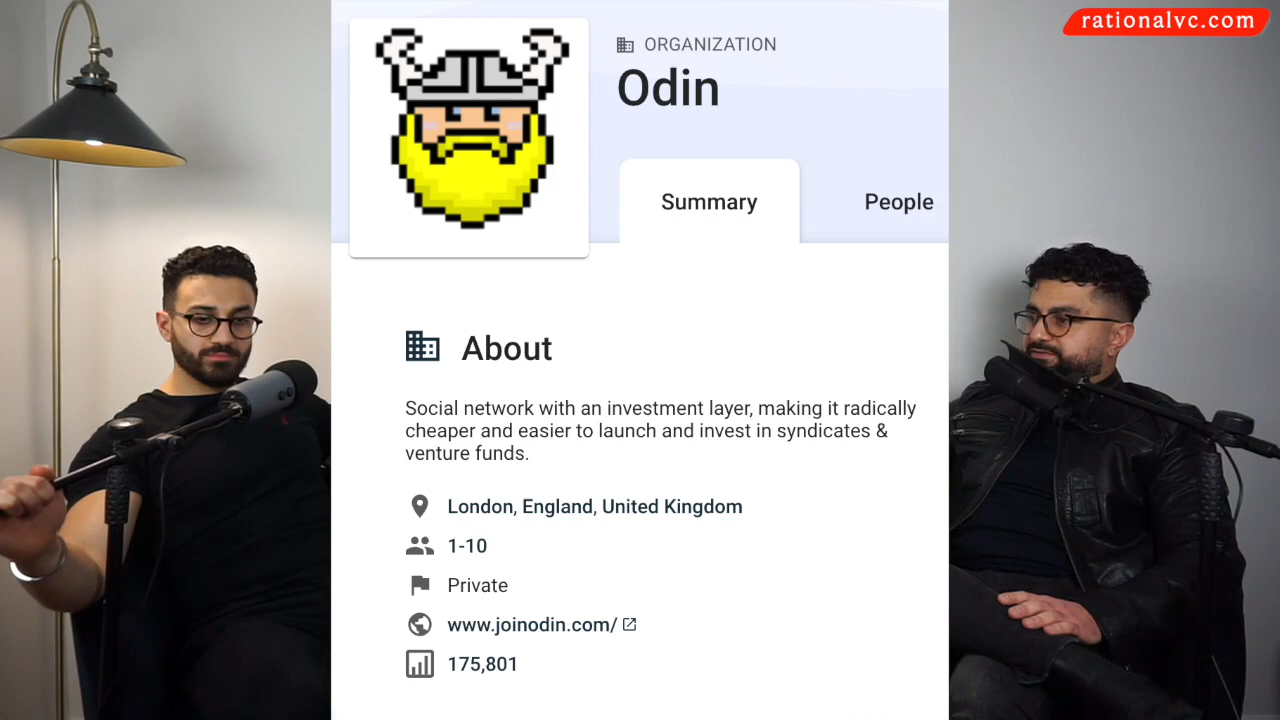 rationalvc.com
ORGANIZATION
Odin
Summary
People
About
Social network with an investment layer, making it radically
cheaper and easier to launch and invest in syndicates &
venture funds.
London, England, United Kingdom
1-10
Private
www.joinodin.com/
175,801